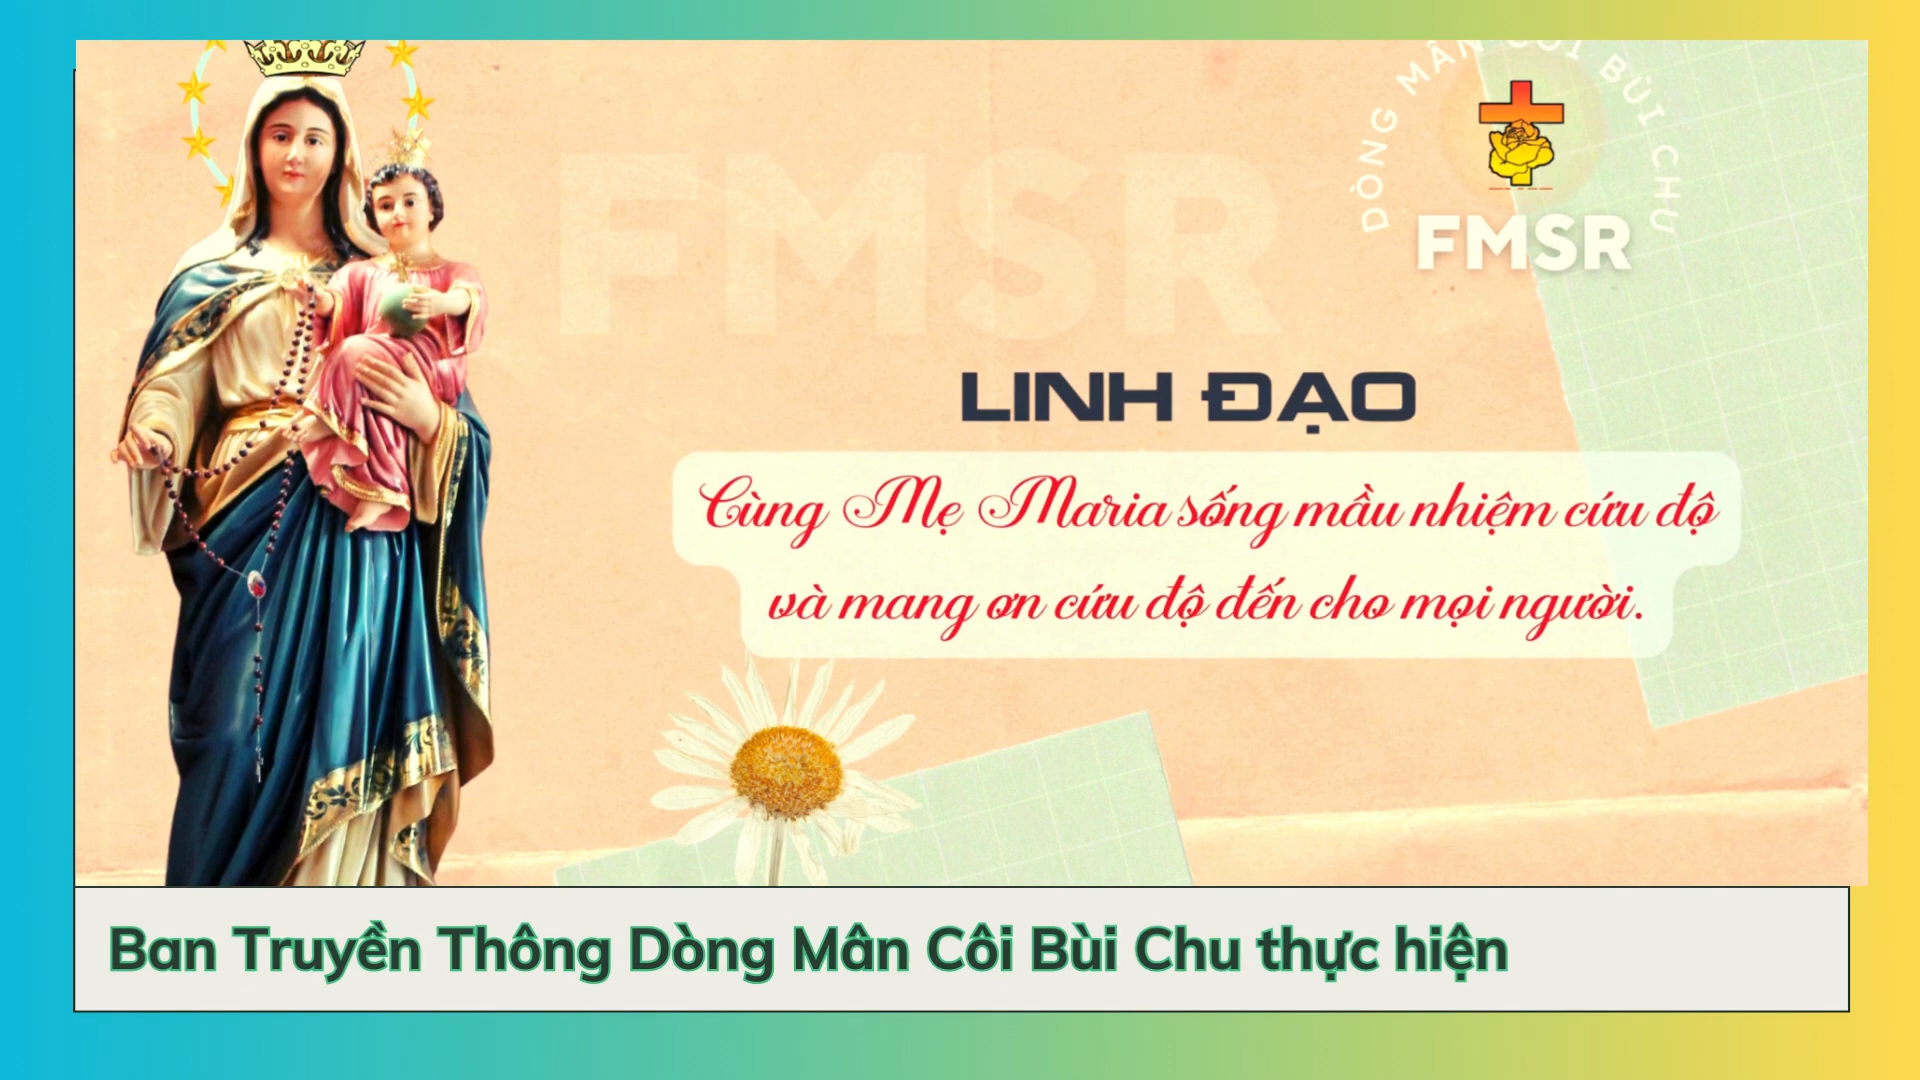 DÒNG MÂN CÔI BÙI CHU
FMSR
FMSR
LINH ĐẠO
Cùng Mẹ Maria sống mầu nhiệm cứu độ
và mang ơn cứu độ đến cho mọi người.
Ban Truyền Thông Dòng Mân Côi Bùi Chu thực hiện